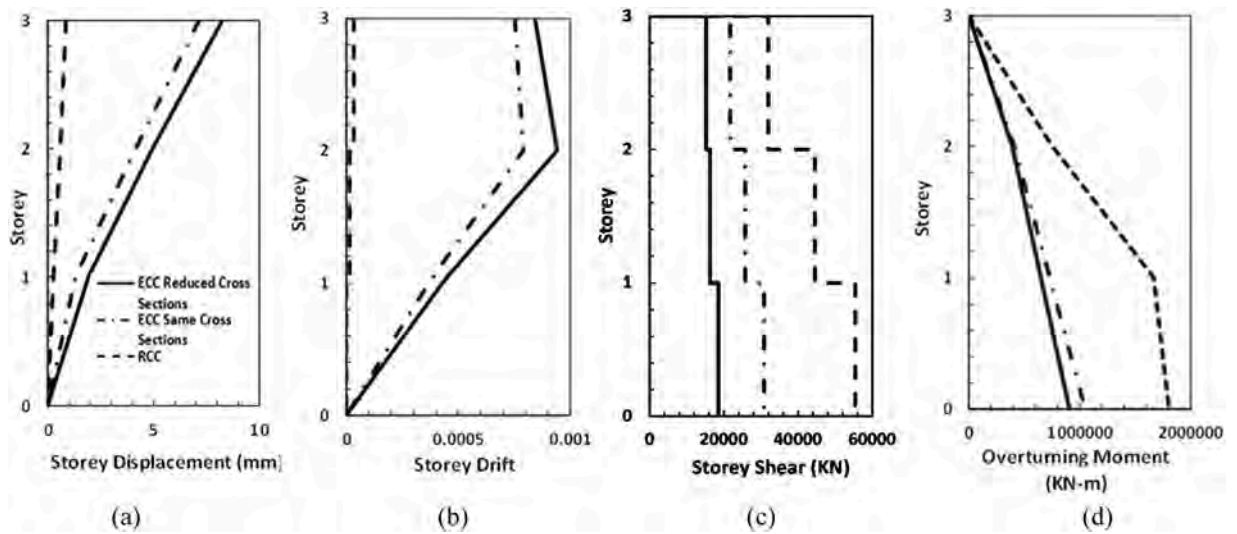 3
2
1
0
Storey
0
5
10
Storey Displacement (mm)
ECC Reduced Cross
Sections
ECC Same Cross
Sections
RCC
(a)
3
2
1
0
Storey
0
0.0005
0.001
Storey Drift
(b)
3
2
1
0
Storey
0
20000
40000
60000
Storey Shear (KN)
(c)
3
2
1
0
Storey
0
1000000
2000000
Overturning Moment
(KN-m)
(d)